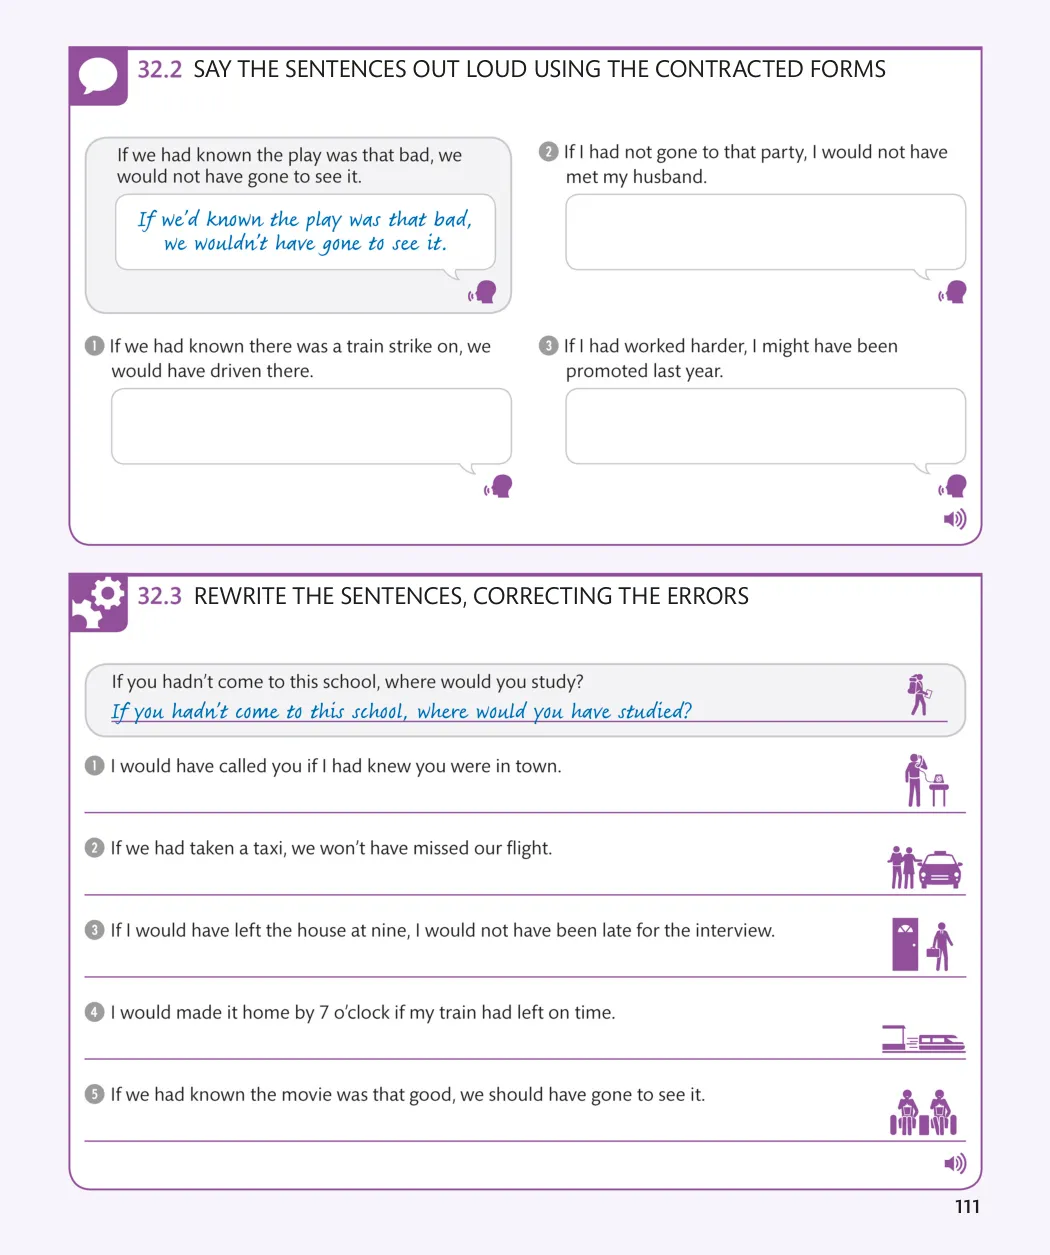 32.2 SAY THE SENTENCES OUT LOUD USING THE CONTRACTED FORMS
If we had known the play was that bad, we
would not have gone to see it.
If we’d known the play was that bad,
we wouldn’t have gone to see it.
1 If we had known there was a train strike on, we
would have driven there.
2 If I had not gone to that party, I would not have
met my husband.
3 If I had worked harder, I might have been
promoted last year.
32.3 REWRITE THE SENTENCES, CORRECTING THE ERRORS
If you hadn’t come to this school, where would you study?
If you hadn’t come to this school, where would you have studied?
1 I would have called you if I had knew you were in town.
2 If we had taken a taxi, we won’t have missed our flight.
3 If I would have left the house at nine, I would not have been late for the interview.
4 I would made it home by 7 o’clock if my train had left on time.
5 If we had known the movie was that good, we should have gone to see it.
111